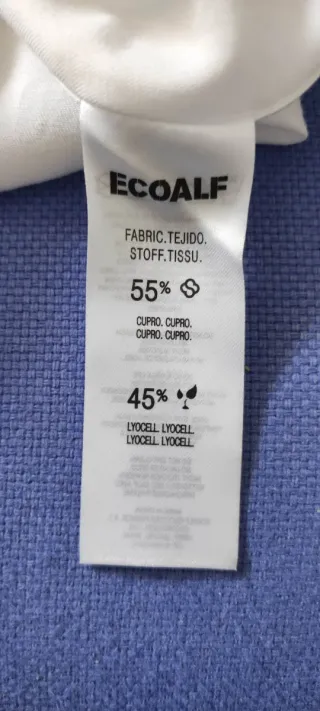 ECOALF
FABRIC.TEJIDO.
STOFF.TISSU.
55%
CUPRO. CUPRO.
CUPRO. CUPRO.
45%
LYOCELL. LYOCELL.
LYOCELL. LYOCELL.